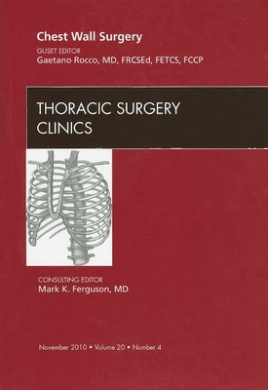 Chest Wall Surgery
GUSET EDITOR
Gaetano Rocco, MD, FRCSEd, FETCS, FCCP
THORACIC SURGERY
CLINICS
CONSULTING EDITOR
Mark K. Ferguson, MD
November 2010 • Volume 20 • Number 4